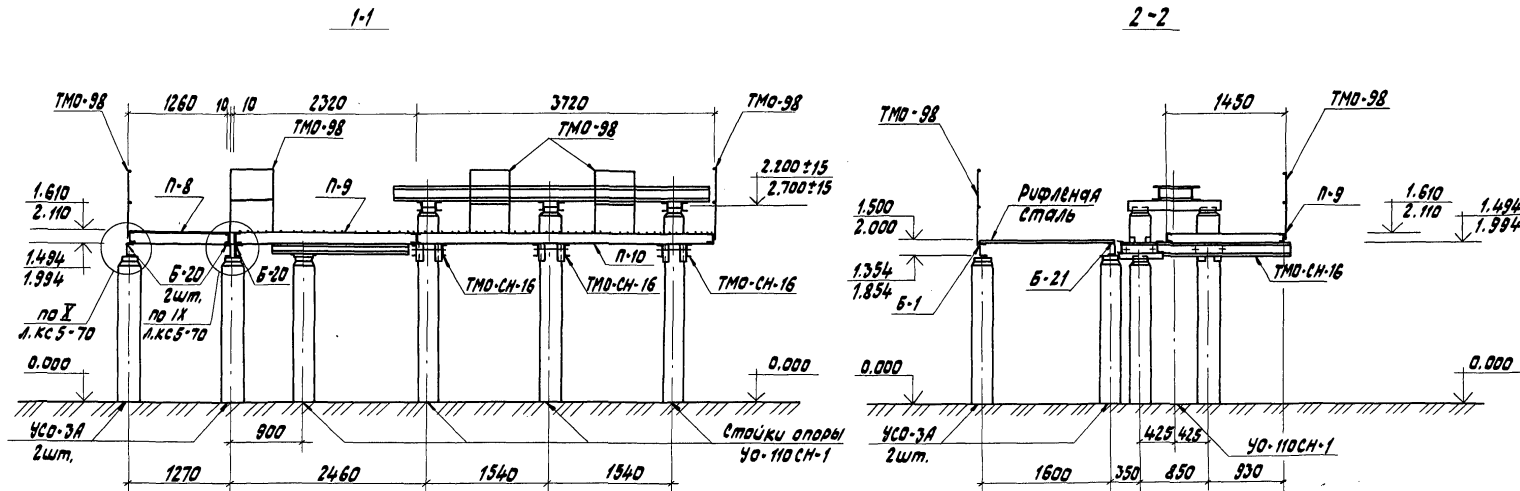 1-1
2-2
ТМО-98
1260
10
10
2320
3720
ТМО-98
ТМО-98
ТМО-98
П-8
П-9
2.200±15
2.700±15
1.610
2.110
1.494
1.994
Б-20
2шт.
Б-20
П-10
ТМО-СН-16
ТМО-СН-16
ТМО-СН-16
по X
Л.КС5-70
по IX
Л.КС5-70
0.000
0.000
УСО-3А
2шт.
900
Стойки опоры
УО-110СН-1
1270
2460
1540
1540
ТМО-98
1450
ТМО-98
Рифленая
сталь
П-9
1.500
2.000
1.610
2.110
1.494
1.994
1.354
1.854
Б-1
Б-21
ТМО-СН-16
0.000
0.000
УСО-3А
2шт.
425
425
УО-110СН-1
1600
350
850
930